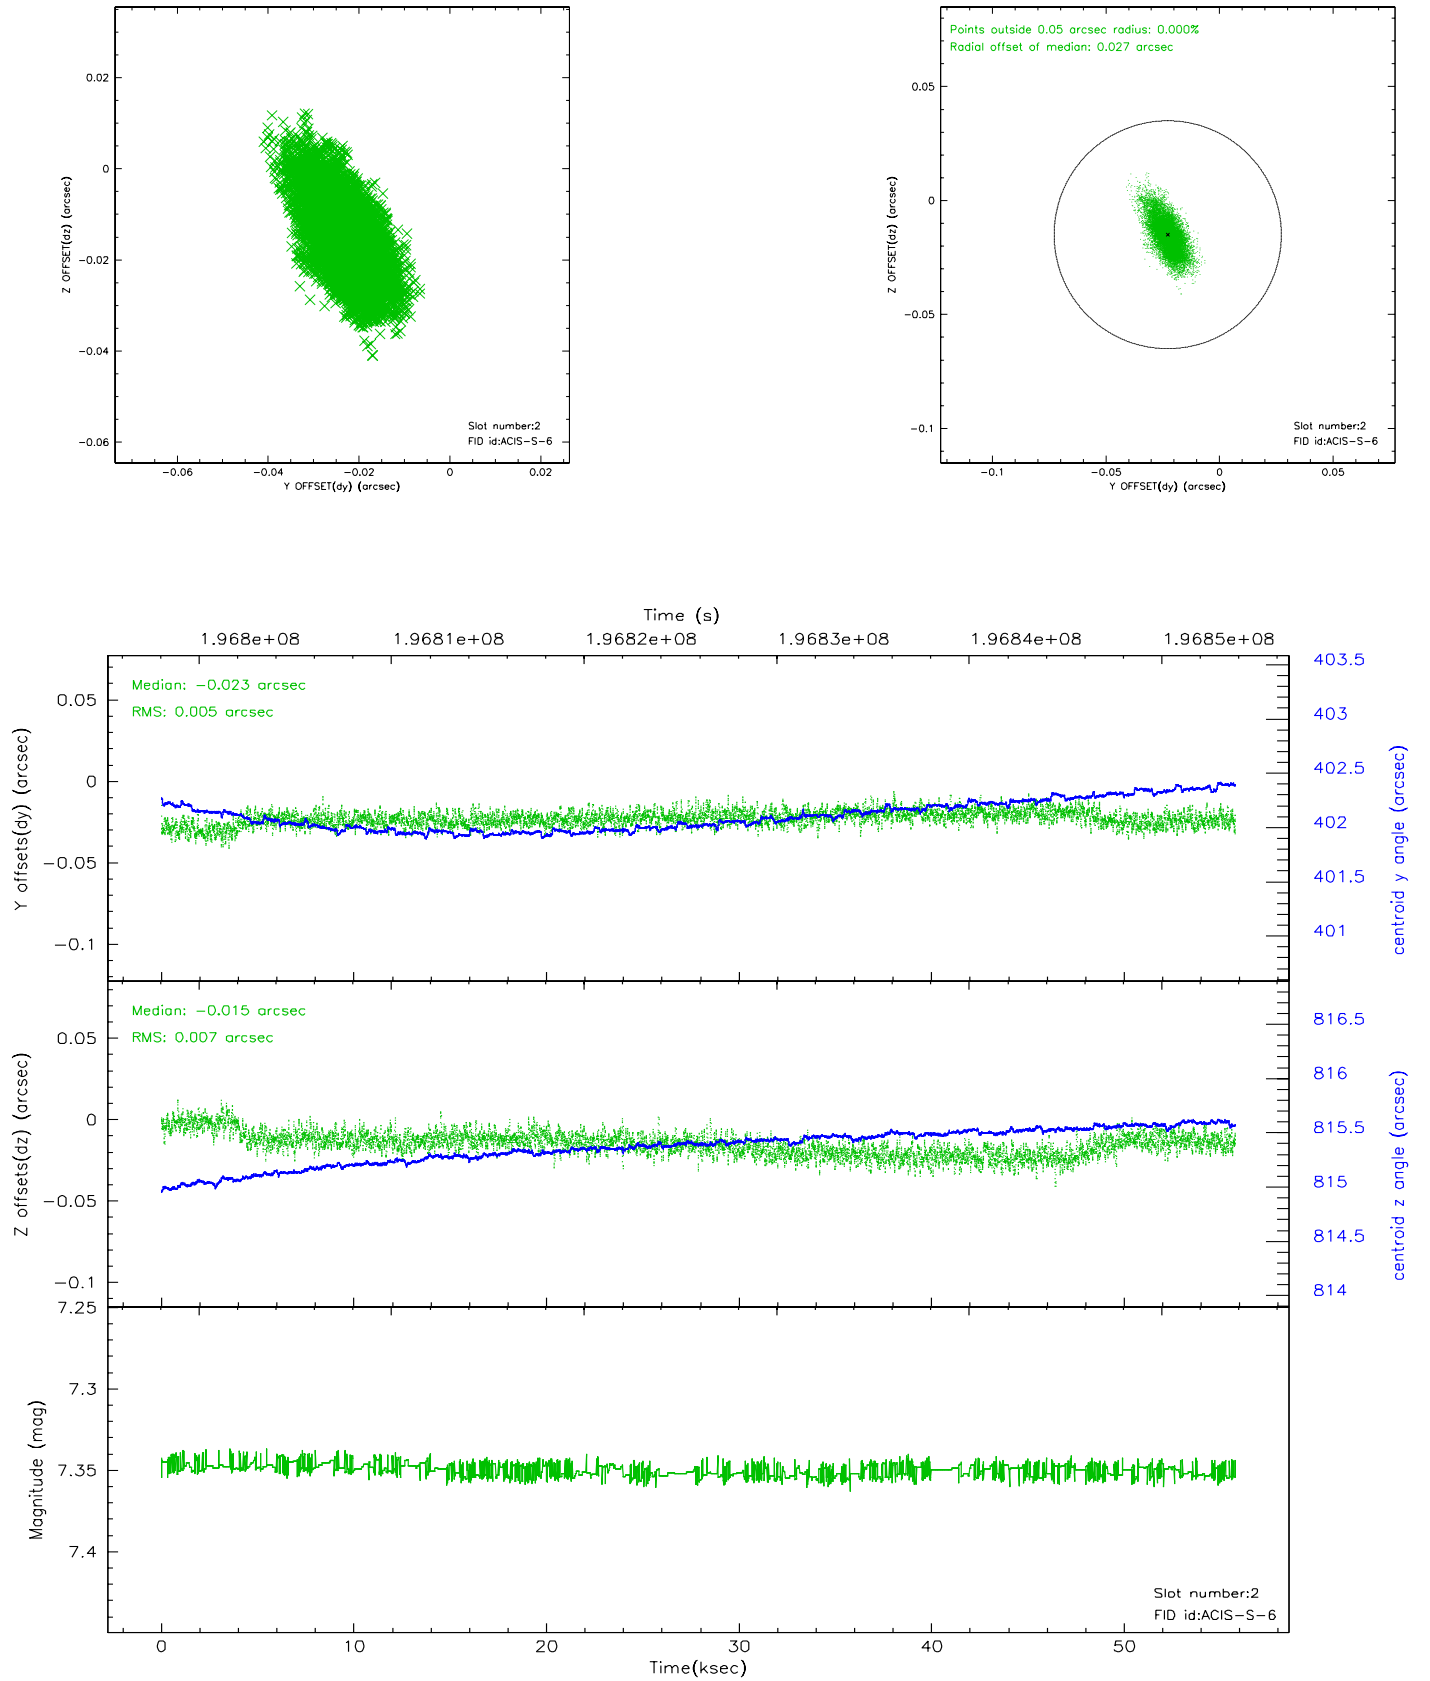 0.02
0
-0.02
-0.04
-0.06
Z OFFSET(dz) (arcsec)
Slot number:2
FID id:ACIS-S-6
-0.06 -0.04 -0.02 0 0.02
Y OFFSET(dy) (arcsec)
Points outside 0.05 arcsec radius: 0.000%
Radial offset of median: 0.027 arcsec
0.05
0
-0.05
-0.1
Z OFFSET(dz) (arcsec)
Slot number:2
FID id:ACIS-S-6
-0.1 -0.05 0 0.05
Y OFFSET(dy) (arcsec)
Time (s)
1.968e+08 1.9681e+08 1.9682e+08 1.9683e+08 1.9684e+08 1.9685e+08
Median: -0.023 arcsec
RMS: 0.005 arcsec
0.05
0
-0.05
-0.1
Y offsets(dy) (arcsec)
403.5
403
402.5
402
401.5
401
centroid y angle (arcsec)
Median: -0.015 arcsec
RMS: 0.007 arcsec
0.05
0
-0.05
-0.1
Z offsets(dz) (arcsec)
816.5
816
815.5
815
814.5
814
centroid z angle (arcsec)
7.25
7.3
7.35
7.4
Magnitude (mag)
Slot number:2
FID id:ACIS-S-6
0 10 20 30 40 50
Time(ksec)